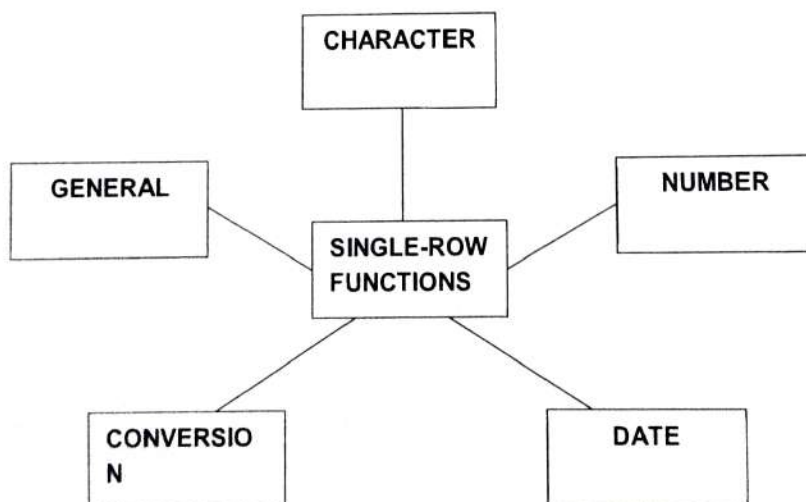 CHARACTER
GENERAL
NUMBER
SINGLE-ROW
FUNCTIONS
CONVERSIO
N
DATE